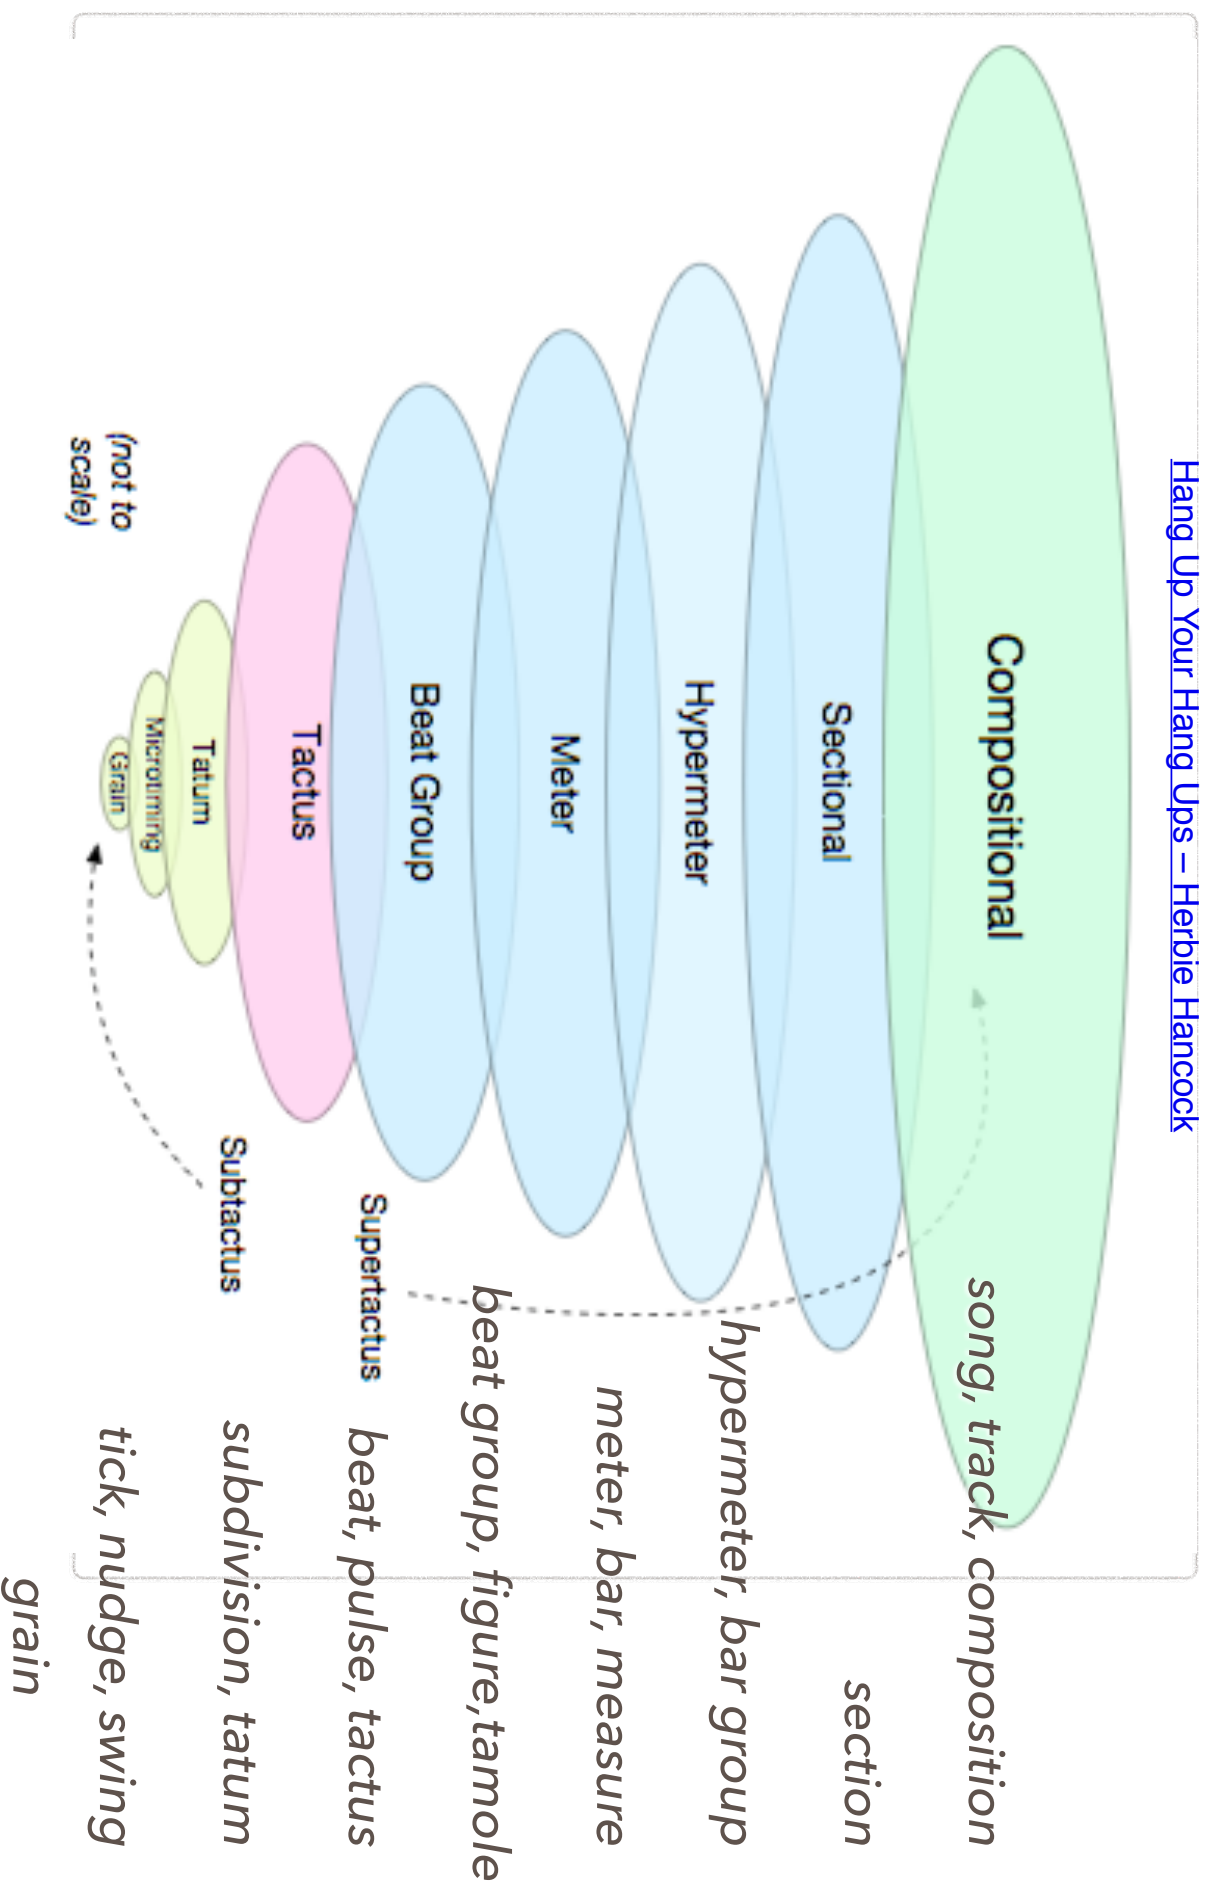 Hang Up Your Hang Ups – Herbie Hancock
Compositional
Sectional
Hypermeter
Meter
Beat Group
Tactus
Tatum
Microtiming
Grain
(not to
scale)
Supertactus
Subtactus
song, track, composition
section
hypermeter, bar group
meter, bar, measure
beat group, figure,tamole
beat, pulse, tactus
subdivision, tatum
tick, nudge, swing
grain